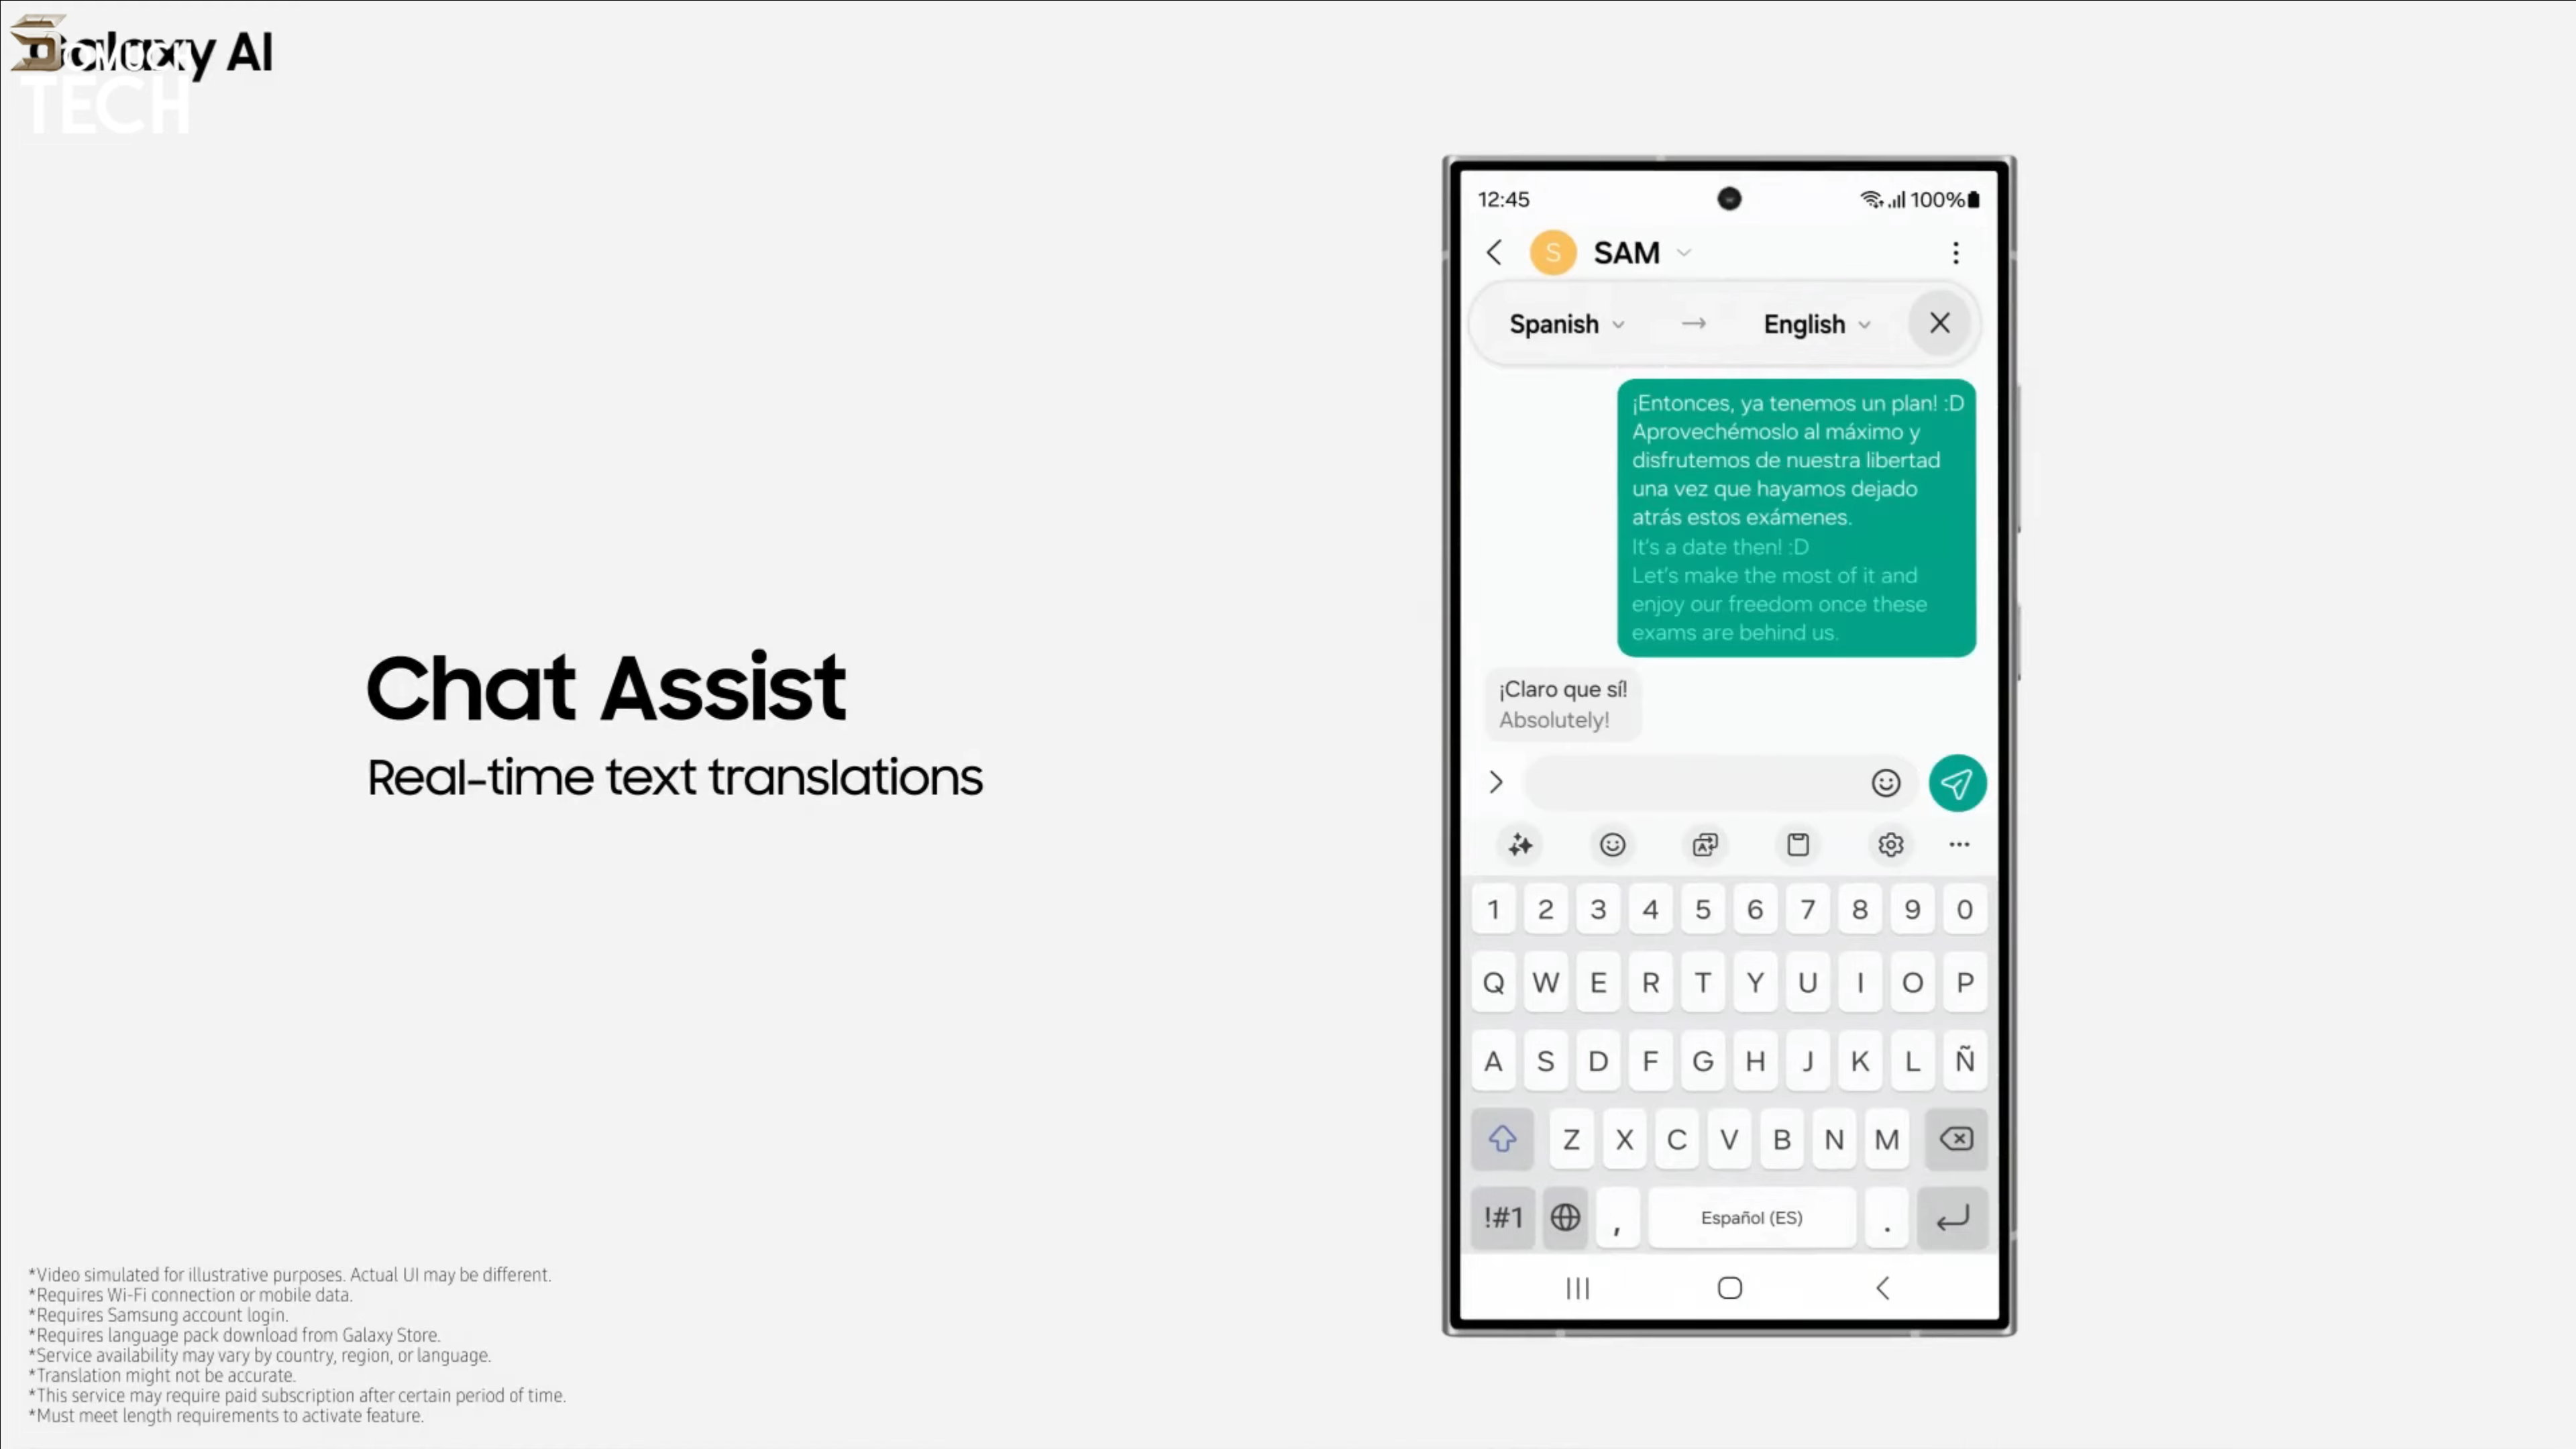 Galaxy AI
SOMUCH
TECH
Chat Assist
Real-time text translations
*Video simulated for illustrative purposes. Actual UI may be different.
*Requires Wi-Fi connection or mobile data.
*Requires Samsung account login.
*Requires language pack download from Galaxy Store.
*Service availability may vary by country, region, or language.
*Translation might not be accurate.
*This service may require paid subscription after certain period of time.
*Must meet length requirements to activate feature.
12:45 100%
S SAM
Spanish → English
¡Entonces, ya tenemos un plan! :D
Aprovechémoslo al máximo y
disfrutemos de nuestra libertad
una vez que hayamos dejado
atrás estos exámenes.
It's a date then! :D
Let's make the most of it and
enjoy our freedom once these
exams are behind us.
¡Claro que sí!
Absolutely!
1 2 3 4 5 6 7 8 9 0
Q W E R T Y U I O P
A S D F G H J K L Ñ
Z X C V B N M
!#1 , Español (ES) .